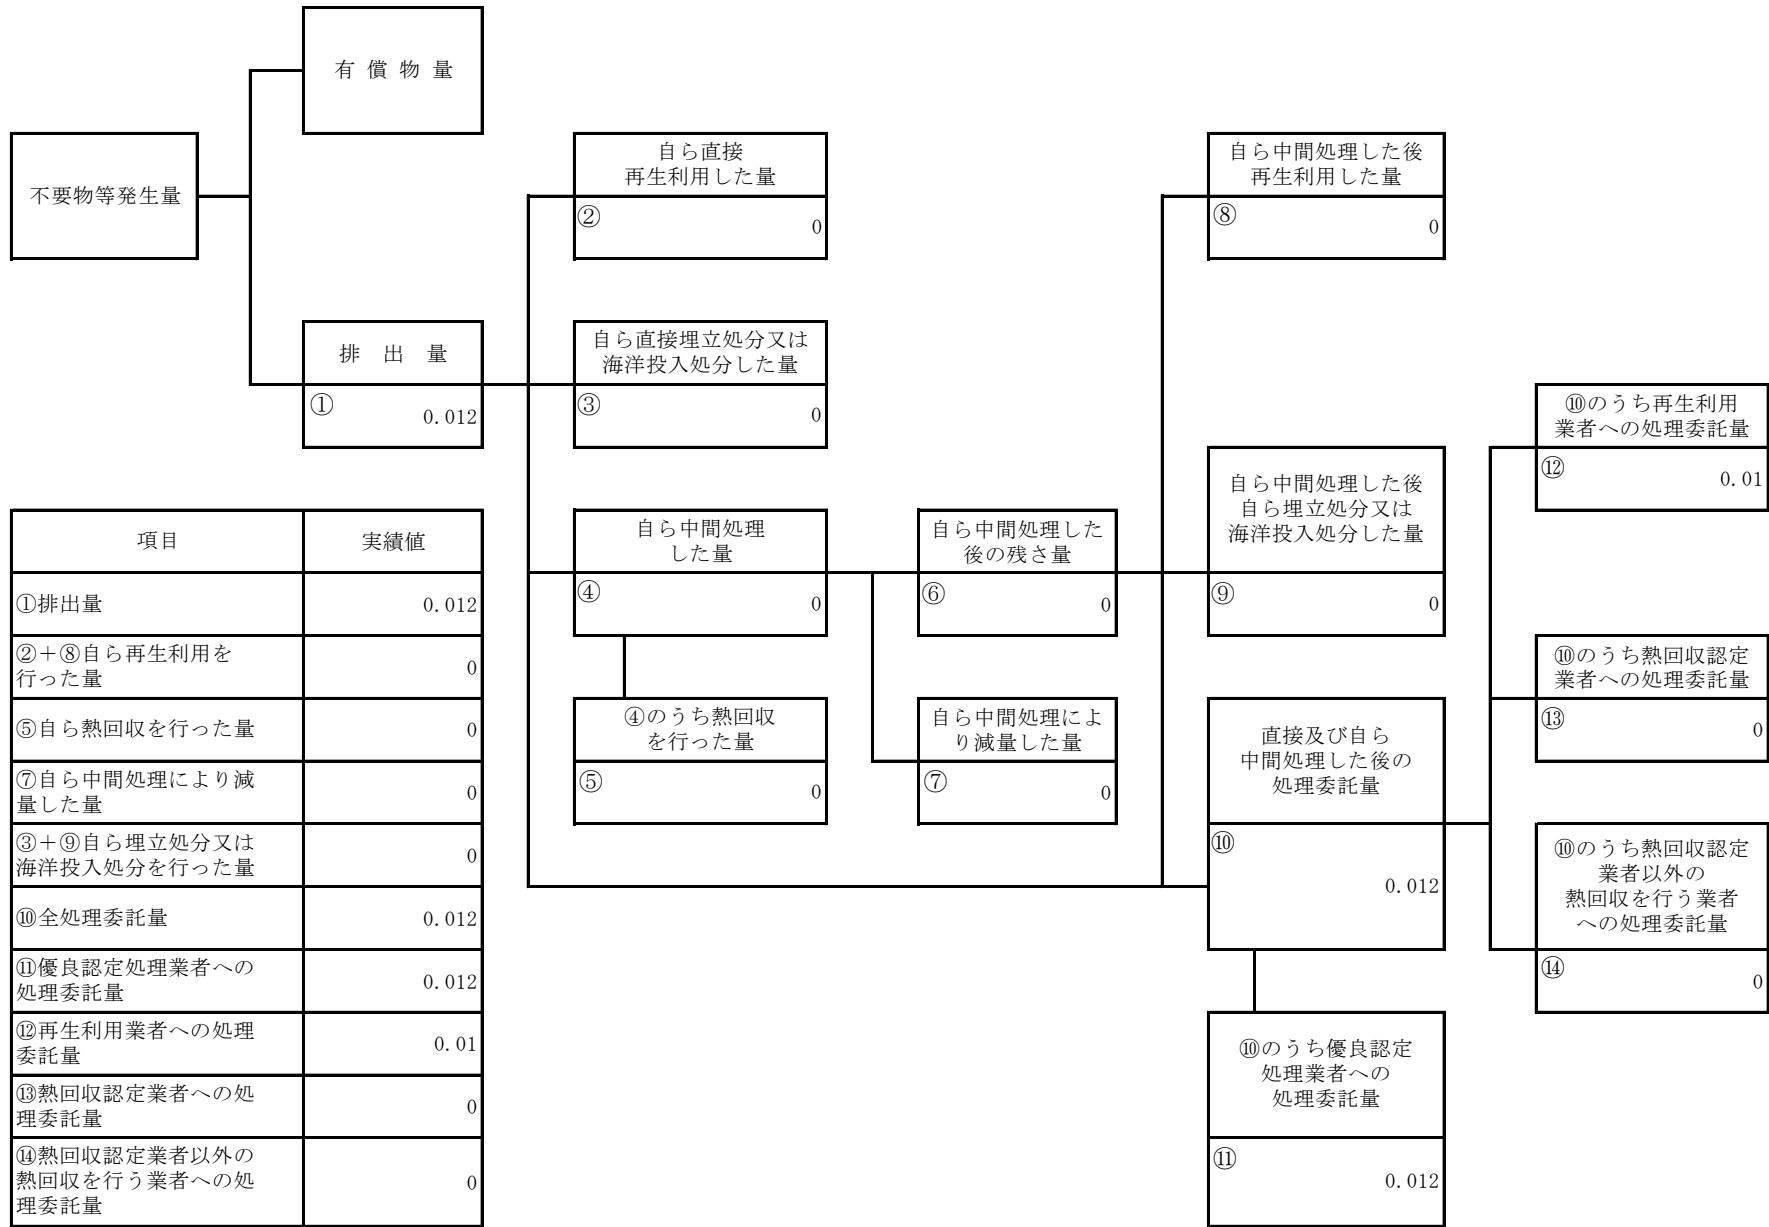 有 償 物 量
不要物等発生量
自ら直接
再生利用した量
②
0
自ら中間処理した後
再生利用した量
⑧
0
排 出 量
①
0.012
自ら直接埋立処分又は
海洋投入処分した量
③
0
自ら中間処理
した量
④
0
自ら中間処理した
後の残さ量
⑥
0
自ら中間処理した後
自ら埋立処分又は
海洋投入処分した量
⑨
0
⑩のうち再生利用
業者への処理委託量
⑫
0.01
④のうち熱回収
を行った量
⑤
0
自ら中間処理によ
り減量した量
⑦
0
直接及び自ら
中間処理した後の
処理委託量
⑩
0.012
⑩のうち熱回収認定
業者への処理委託量
⑬
0
⑩のうち熱回収認定
業者以外の
熱回収を行う業者
への処理委託量
⑭
0
⑩のうち優良認定
処理業者への
処理委託量
⑪
0.012
項目 実績値
①排出量 0.012
②+⑧自ら再生利用を
行った量 0
⑤自ら熱回収を行った量 0
⑦自ら中間処理により減
量した量 0
③+⑨自ら埋立処分又は
海洋投入処分を行った量 0
⑩全処理委託量 0.012
⑪優良認定処理業者への
処理委託量 0.012
⑫再生利用業者への処理
委託量 0.01
⑬熱回収認定業者への処
理委託量 0
⑭熱回収認定業者以外の
熱回収を行う業者への処
理委託量 0